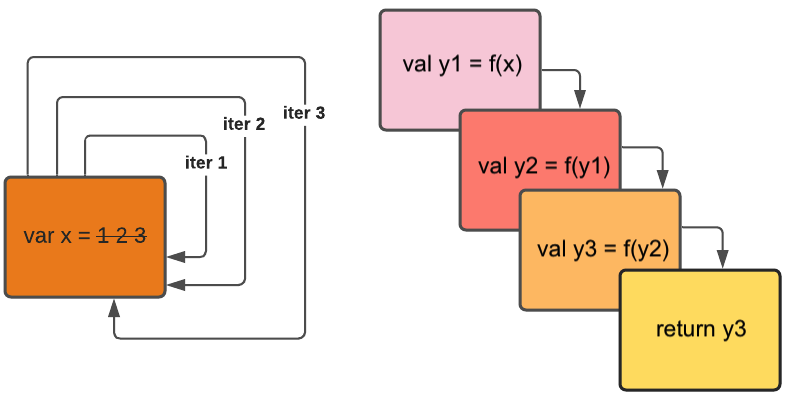 iter 3
iter 2
iter 1
var x = 1 2 3
val y1 = f(x)
val y2 = f(y1)
val y3 = f(y2)
return y3